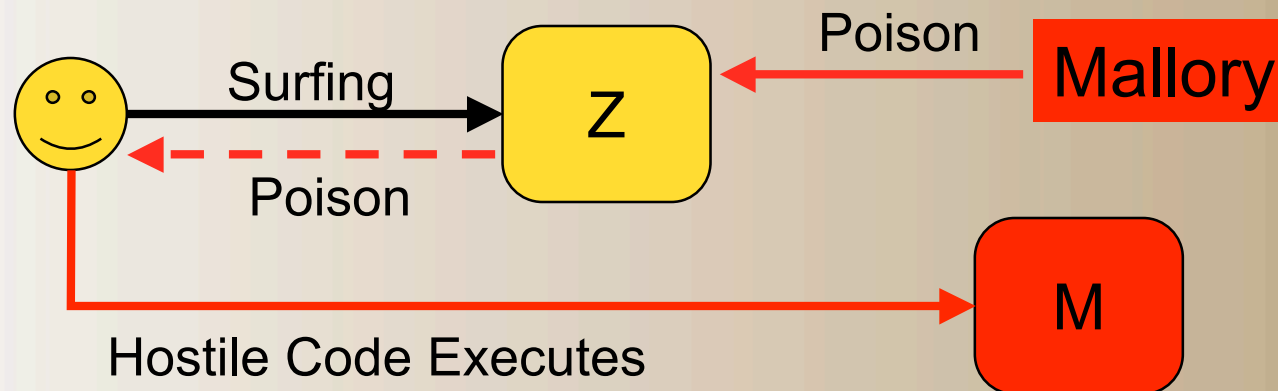 Poison
Mallory
Surfing
Z
Poison
M
Hostile Code Executes